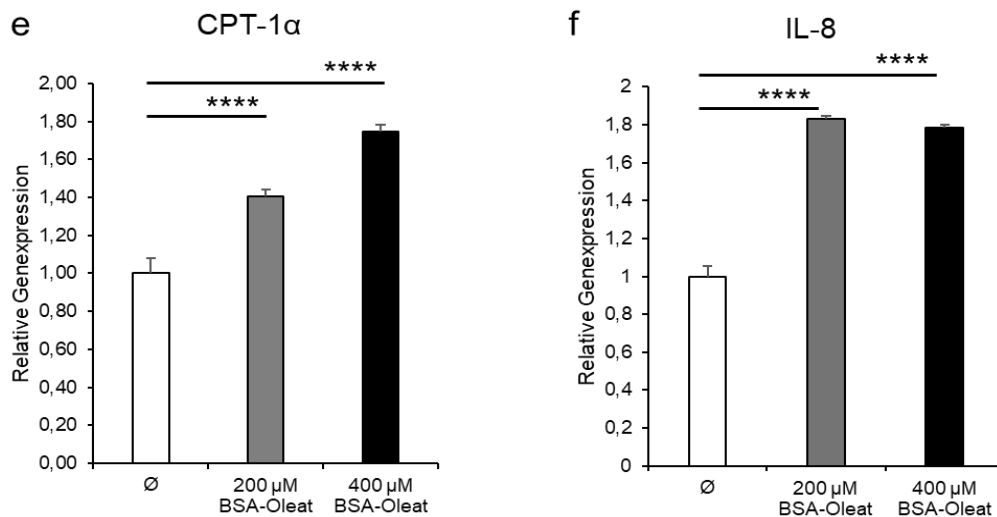 e
CPT-1α
****
****
2,00
1,80
1,60
1,40
1,20
1,00
0,80
0,60
0,40
0,20
0,00
Relative Genexpression
Ø
200 µM
BSA-Oleat
400 µM
BSA-Oleat
f
IL-8
****
****
2
1,8
1,6
1,4
1,2
1
0,8
0,6
0,4
0,2
0
Relative Genexpression
Ø
200 µM
BSA-Oleat
400 µM
BSA-Oleat